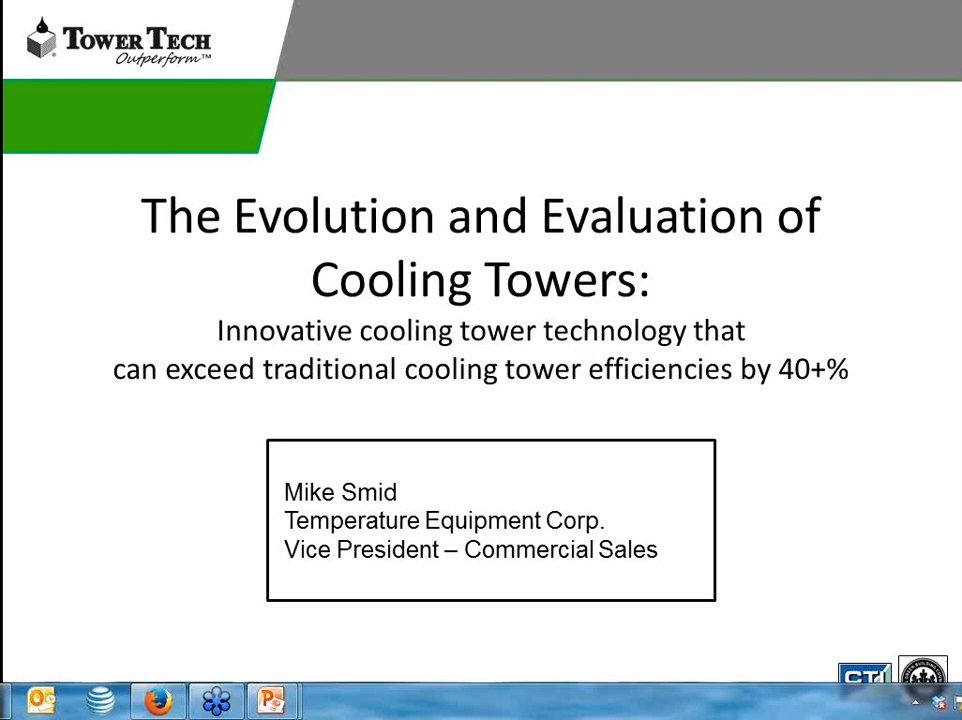 TOWER TECH
Outperform™
The Evolution and Evaluation of
Cooling Towers:
Innovative cooling tower technology that
can exceed traditional cooling tower efficiencies by 40+%
Mike Smid
Temperature Equipment Corp.
Vice President – Commercial Sales
CTI